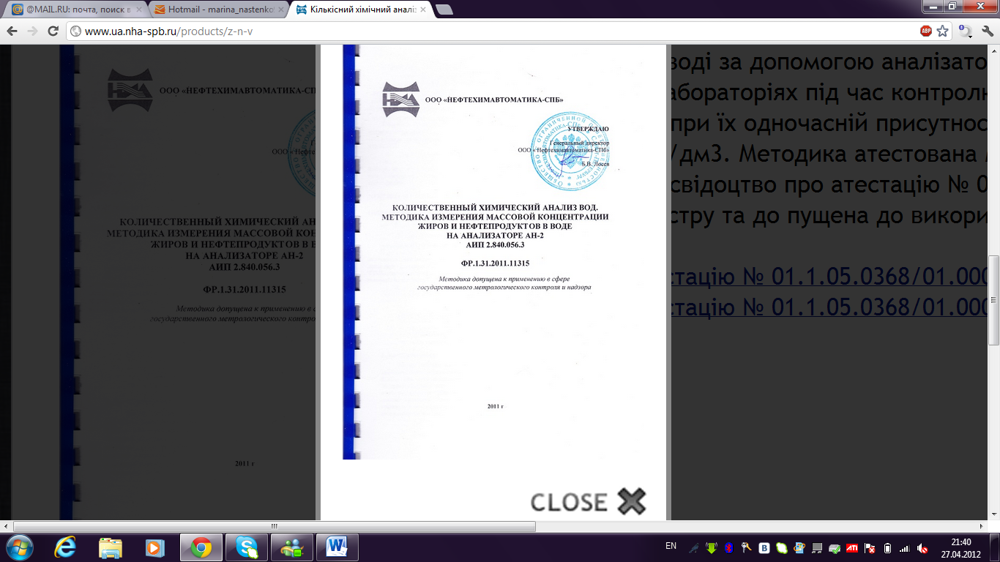 @MAIL.RU: почта, поиск в
Hotmail - marina_nastenko
Кількісний хімічний аналіз
www.ua.nha-spb.ru/products/z-n-v
ABP
ООО «НЕФТЕХИМАВТОМАТИКА-СПБ»
УТВЕРЖДАЮ
Генеральный директор
ООО «Нефтехимавтоматика-СПб»
Б.В. Лосев
КОЛИЧЕСТВЕННЫЙ ХИМИЧЕСКИЙ АНАЛИЗ ВОД.
МЕТОДИКА ИЗМЕРЕНИЯ МАССОВОЙ КОНЦЕНТРАЦИИ
ЖИРОВ И НЕФТЕПРОДУКТОВ В ВОДЕ
НА АНАЛИЗАТОРЕ АН-2
АИП 2.840.056.3
ФР.1.31.2011.11315
Методика допущена к применению в сфере
государственного метрологического контроля и надзора
2011 г
CLOSE
ООО «НЕФТЕХИМАВТОМАТИКА-СП
КОЛИЧЕСТВЕННЫЙ ХИМИЧЕСКИЙ АН
МЕТОДИКА ИЗМЕРЕНИЯ МАССОВОЙ КОН
ЖИРОВ И НЕФТЕПРОДУКТОВ В В
НА АНАЛИЗАТОРЕ АН-2
АИП 2.840.056.3
ФР.1.31.2011.11315
Методика допущена к применению в с
государственного метрологического контро
2011 г
воді за допомогою аналізато
абораторіях під час контролю
при їх одночасній присутнос
/дм3. Методика атестована
свідоцтво про атестацію № 0
стру та до пущена до викори
стацію № 01.1.05.0368/01.000
стацію № 01.1.05.0368/01.000
EN
ATI
21:40
27.04.2012